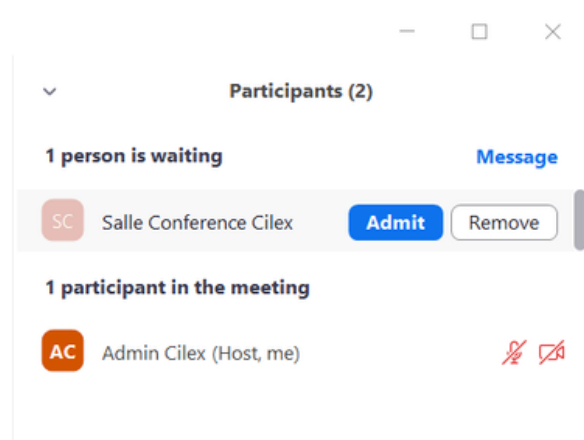 Participants (2)
1 person is waiting Message
SC Salle Conference Cilex Admit Remove
1 participant in the meeting
AC Admin Cilex (Host, me)